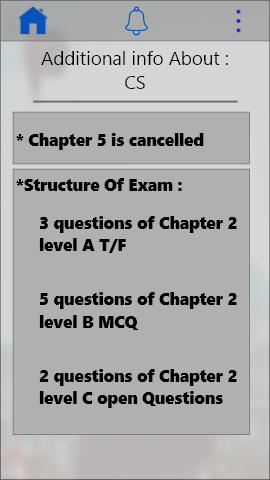 Additional info About :
CS
* Chapter 5 is cancelled
*Structure Of Exam :
3 questions of Chapter 2
level A T/F
5 questions of Chapter 2
level B MCQ
2 questions of Chapter 2
level C open Questions